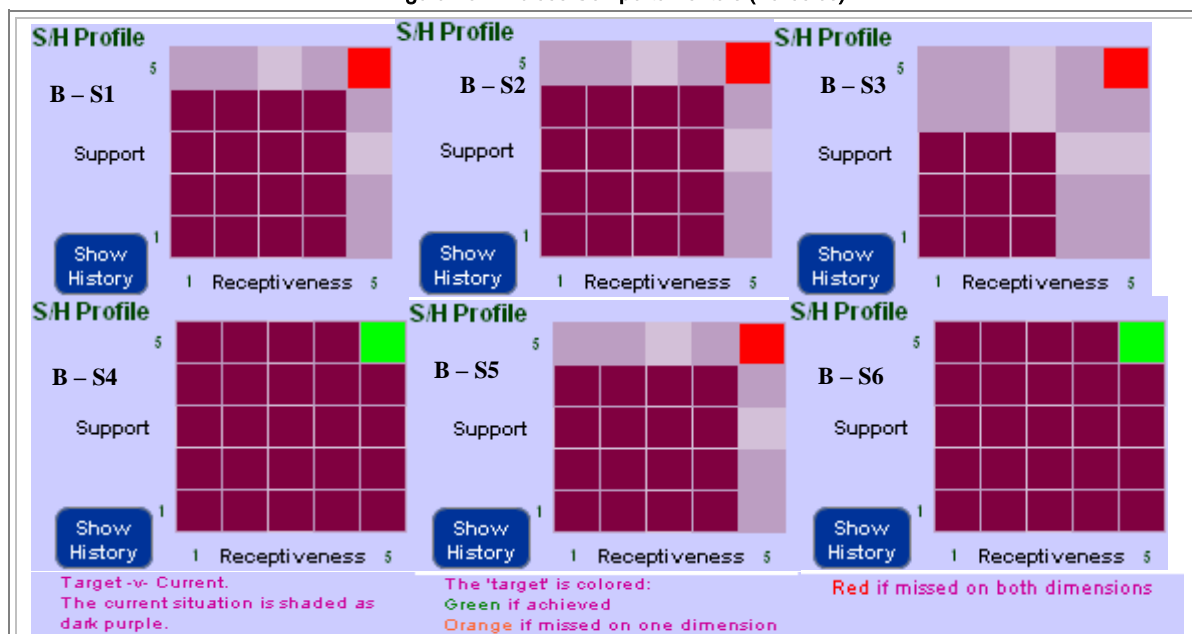 S/H Profile
5
B – S1
Support
1
Show
History
1 Receptiveness 5
S/H Profile
5
B – S2
Support
1
Show
History
1 Receptiveness 5
S/H Profile
5
B – S3
Support
1
Show
History
1 Receptiveness 5
S/H Profile
5
B – S4
Support
1
Show
History
1 Receptiveness 5
S/H Profile
5
B – S5
Support
1
Show
History
1 Receptiveness 5
S/H Profile
5
B – S6
Support
1
Show
History
1 Receptiveness 5
Target -v- Current.
The current situation is shaded as
dark purple.
The 'target' is colored:
Green if achieved
Orange if missed on one dimension
Red if missed on both dimensions